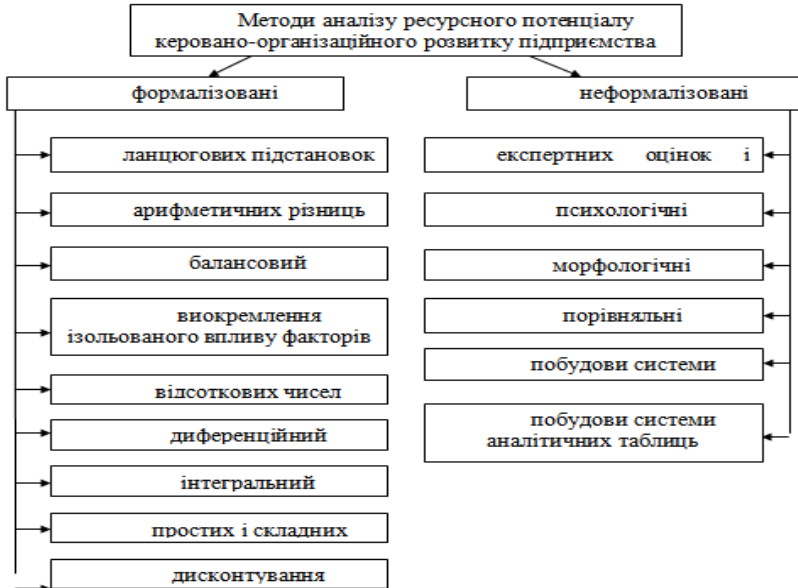 Методи аналізу ресурсного потенціалу
керовано-організаційного розвитку підприємства
формалізовані
неформалізовані
ланцюгових підстановок
арифметичних різниць
балансовий
виокремлення
ізольованого впливу факторів
відсоткових чисел
диференційний
інтегральний
простих і складних
дисконтування
експертних оцінок і
психологічні
морфологічні
порівняльні
побудови системи
побудови системи
аналітичних таблиць